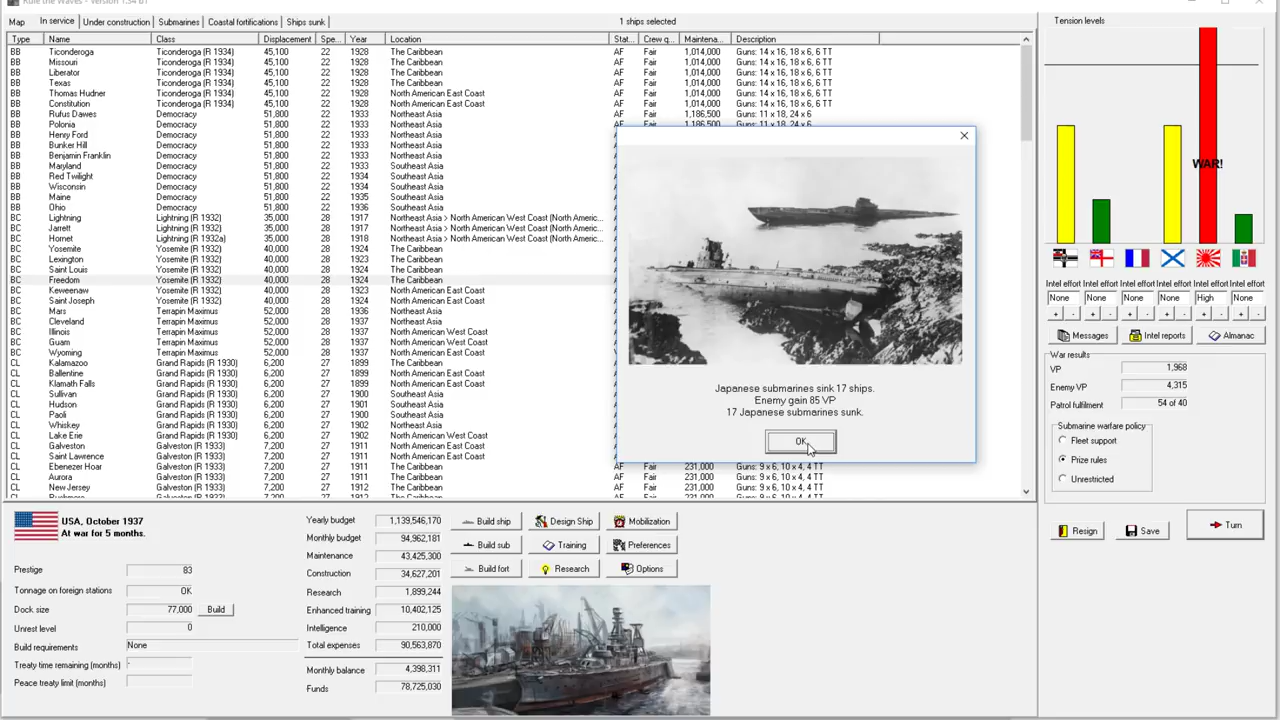 Rule the Waves - Version 1.34 b1
Map In service Under construction Submarines Coastal fortifications Ships sunk 1 ships selected
Type Name Class Displacement Spe... Year Location Stat... Crew q... Maintena... Description
BB Ticonderoga Ticonderoga (R 1934) 45,100 22 1928 The Caribbean AF Fair 1,014,000 Guns: 14 x 16, 18 x 6, 6 TT
BB Missouri Ticonderoga (R 1934) 45,100 22 1928 The Caribbean AF Fair 1,014,000 Guns: 14 x 16, 18 x 6, 6 TT
BB Liberator Ticonderoga (R 1934) 45,100 22 1928 The Caribbean AF Fair 1,014,000 Guns: 14 x 16, 18 x 6, 6 TT
BB Texas Ticonderoga (R 1934) 45,100 22 1928 The Caribbean AF Fair 1,014,000 Guns: 14 x 16, 18 x 6, 6 TT
BB Thomas Hudner Ticonderoga (R 1934) 45,100 22 1928 North American East Coast AF Fair 1,014,000 Guns: 14 x 16, 18 x 6, 6 TT
BB Constitution Ticonderoga (R 1934) 45,100 22 1928 North American East Coast AF Fair 1,014,000 Guns: 14 x 16, 18 x 6, 6 TT
BB Rufus Dawes Democracy 51,800 22 1933 Northeast Asia AF Fair 1,186,500 Guns: 11 x 18, 24 x 6
BB Polonia Democracy 51,800 22 1933 Northeast Asia AF Fair 1,186,500 Guns: 11 x 18, 24 x 6
BB Henry Ford Democracy 51,800 22 1933 Northeast Asia
BB Bunker Hill Democracy 51,800 22 1933 Northeast Asia
BB Benjamin Franklin Democracy 51,800 22 1933 Northeast Asia
BB Maryland Democracy 51,800 22 1933 Southeast Asia
BB Red Twilight Democracy 51,800 22 1934 Southeast Asia
BB Wisconsin Democracy 51,800 22 1934 Southeast Asia
BB Maine Democracy 51,800 22 1935 Southeast Asia
BB Ohio Democracy 51,800 22 1936 Southeast Asia
BC Lightning Lightning (R 1932) 35,000 28 1917 Northeast Asia > North American West Coast (North Americ...
BC Jarrett Lightning (R 1932) 35,000 28 1917 Northeast Asia > North American West Coast (North Americ...
BC Hornet Lightning (R 1932a) 35,000 28 1918 Northeast Asia > North American West Coast (North Americ...
BC Yosemite Yosemite (R 1932) 40,000 28 1924 The Caribbean
BC Lexington Yosemite (R 1932) 40,000 28 1923 The Caribbean
BC Saint Louis Yosemite (R 1932) 40,000 28 1924 The Caribbean
BC Freedom Yosemite (R 1932) 40,000 28 1924 The Caribbean
BC Keweenaw Yosemite (R 1932) 40,000 28 1923 North American East Coast
BC Saint Joseph Yosemite (R 1932) 40,000 28 1924 North American East Coast
BC Mars Terrapin Maximus 52,000 28 1936 Northeast Asia
BC Cleveland Terrapin Maximus 52,000 28 1937 Northeast Asia
BC Illinois Terrapin Maximus 52,000 28 1937 North American West Coast
BC Guam Terrapin Maximus 52,000 28 1937 North American West Coast
BC Wyoming Terrapin Maximus 52,000 28 1937 North American West Coast
CL Kalamazoo Grand Rapids (R 1930) 6,200 27 1899 The Caribbean
CL Ballentine Grand Rapids (R 1930) 6,200 27 1899 North American East Coast
CL Klamath Falls Grand Rapids (R 1930) 6,200 27 1899 North American East Coast
CL Sullivan Grand Rapids (R 1930) 6,200 27 1900 Southeast Asia
CL Hudson Grand Rapids (R 1930) 6,200 27 1901 Southeast Asia
CL Paoli Grand Rapids (R 1930) 6,200 27 1901 Southeast Asia
CL Whiskey Grand Rapids (R 1930) 6,200 27 1902 Northeast Asia
CL Lake Erie Grand Rapids (R 1930) 6,200 27 1902 North American West Coast
CL Galveston Galveston (R 1933) 7,200 27 1911 North American East Coast
CL Saint Lawrence Galveston (R 1933) 7,200 27 1911 North American East Coast
CL Ebenezer Hoar Galveston (R 1933) 7,200 27 1911 The Caribbean AF Fair 231,000 Guns: 9 x 6, 10 x 4, 4 TT
CL Aurora Galveston (R 1933) 7,200 27 1911 The Caribbean AF Fair 231,000 Guns: 9 x 6, 10 x 4, 4 TT
CL New Jersey Galveston (R 1933) 7,200 27 1912 The Caribbean AF Fair 231,000 Guns: 9 x 6, 10 x 4, 4 TT
Japanese submarines sink 17 ships.
Enemy gain 85 VP
17 Japanese submarines sunk.
OK
Tension levels
WAR!
Intel effort Intel effort Intel effort Intel effort Intel effort Intel effort
None None None None High None
+ - + - + - + - + - + -
Messages Intel reports Almanac
War results
VP 1,968
Enemy VP 4,315
Patrol fulfilment 54 of 40
Submarine warfare policy
Fleet support
Prize rules
Unrestricted
Resign Save Turn
USA, October 1937
At war for 5 months.
Prestige 83
Tonnage on foreign stations OK
Dock size 77,000 Build
Unrest level 0
Build requirements None
Treaty time remaining (months) -
Peace treaty limit (months)
Yearly budget 1,139,546,170
Monthly budget 94,962,181
Maintenance 43,425,300
Construction 34,627,201
Research 1,899,244
Enhanced training 10,402,125
Intelligence 210,000
Total expenses 90,563,870
Monthly balance 4,398,311
Funds 78,725,030
Build ship Design Ship Mobilization
Build sub Training Preferences
Build fort Research Options